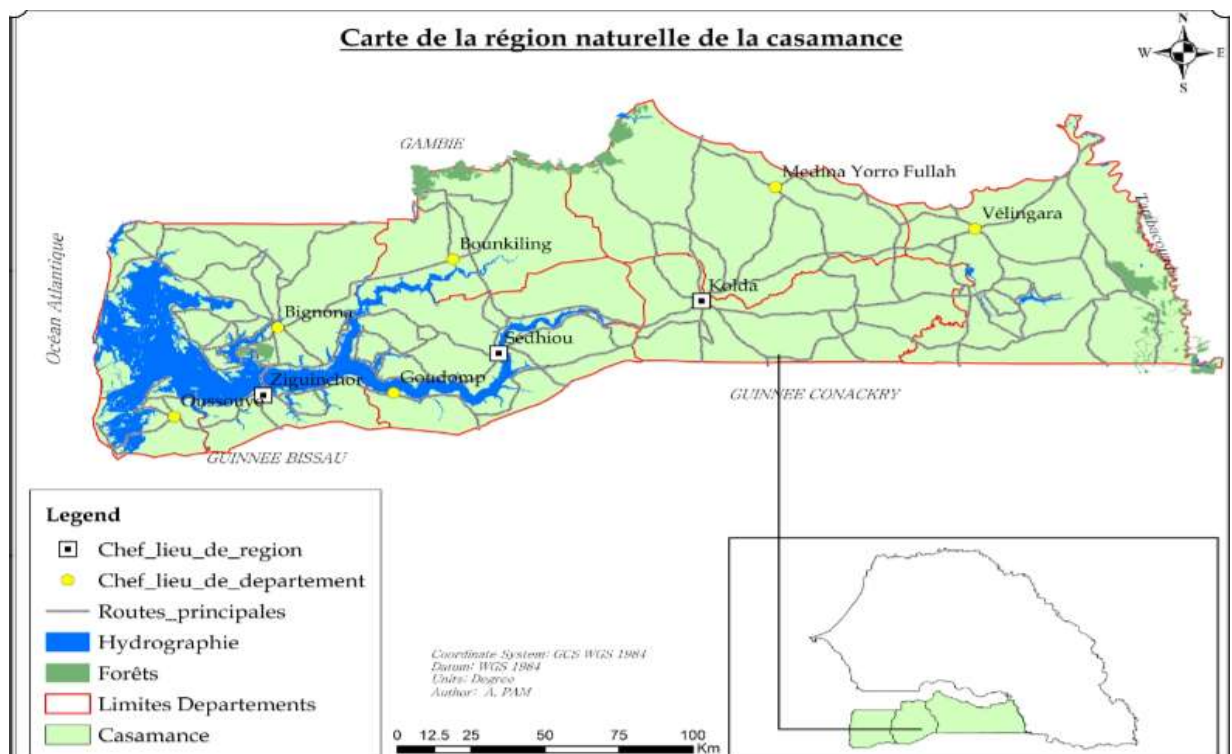 Carte de la région naturelle de la casamance
N
W
E
S
GAMBIE
Océan Atlantique
Medina Yorro Fullah
Vélingara
Tambacounda
Bounkiling
Kolda
Bignona
Sédhiou
Ziguinchor
Goudomp
Oussouye
GUINNEE CONACKRY
GUINNEE BISSAU
Legend
Chef_lieu_de_region
Chef_lieu_de_departement
Routes_principales
Hydrographie
Forêts
Limites Departements
Casamance
Coordinate System: GCS WGS 1984
Datum: WGS 1984
Units: Degree
Author: A. PAM
0 12.5 25 50 75 100
Km